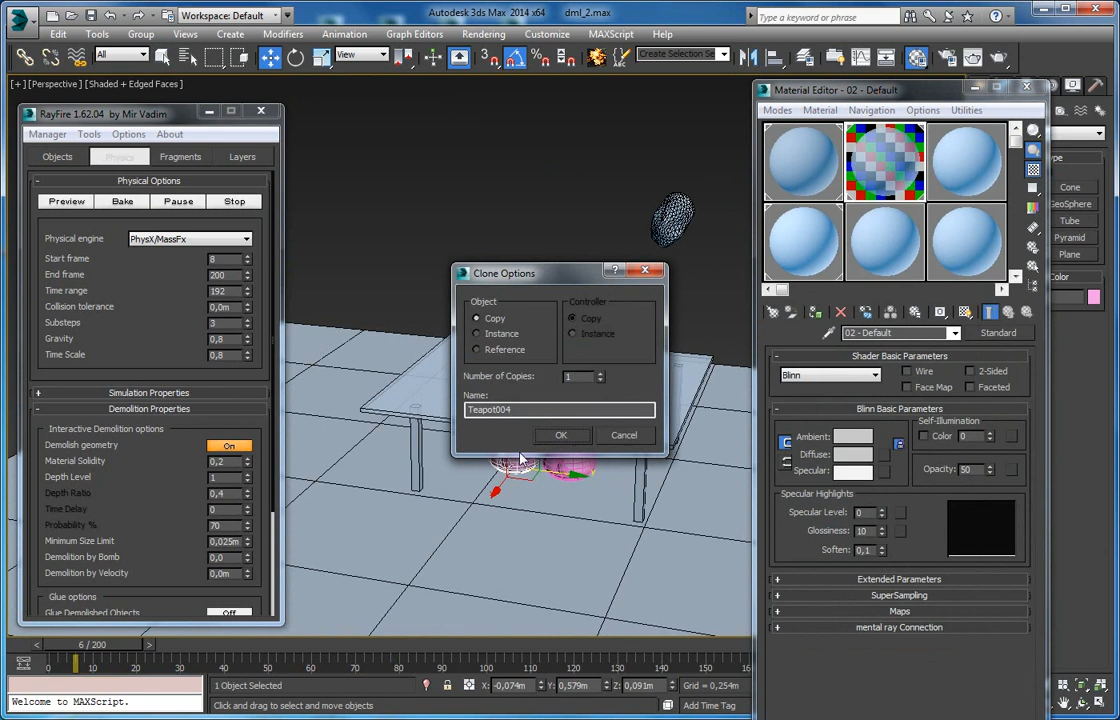 Workspace: Default
Autodesk 3ds Max 2014 x64 dml_2.max
Type a keyword or phrase
Edit Tools Group Views Create Modifiers Animation Graph Editors Rendering Customize MAXScript Help
All
View
Create Selection Se
[+] [Perspective] [Shaded + Edged Faces]
RayFire 1.62.04 by Mir Vadim
Manager Tools Options About
Objects Physics Fragments Layers
Physical Options
Preview Bake Pause Stop
Physical engine PhysX/MassFx
Start frame 8
End frame 200
Time range 192
Collision tolerance 0,0m
Substeps 3
Gravity 0,8
Time Scale 0,8
Simulation Properties
Demolition Properties
Interactive Demolition options
Demolish geometry On
Material Solidity 0,2
Depth Level 1
Depth Ratio 0,4
Time Delay 0
Probability % 70
Minimum Size Limit 0,025m
Demolition by Bomb 0,0
Demolition by Velocity 0,0m
Glue options
Glue Demolished Objects Off
Clone Options
Object
Copy
Instance
Reference
Controller
Copy
Instance
Number of Copies: 1
Name:
Teapot004
OK Cancel
Material Editor - 02 - Default
Modes Material Navigation Options Utilities
02 - Default Standard
Shader Basic Parameters
Blinn
Wire 2-Sided
Face Map Faceted
Blinn Basic Parameters
Self-Illumination
Color 0
Ambient:
Diffuse:
Specular:
Opacity: 50
Specular Highlights
Specular Level: 0
Glossiness: 10
Soften: 0,1
Extended Parameters
SuperSampling
Maps
mental ray Connection
ype
Cone
GeoSphere
Tube
Pyramid
Plane
Color
6 / 200
10 20 30 40 50 60 70 80 90 100 110 120 130 140 150 160
1 Object Selected
X: -0,074m Y: 0,579m Z: 0,091m Grid = 0,254m
Welcome to MAXScript.
Click and drag to select and move objects
Add Time Tag